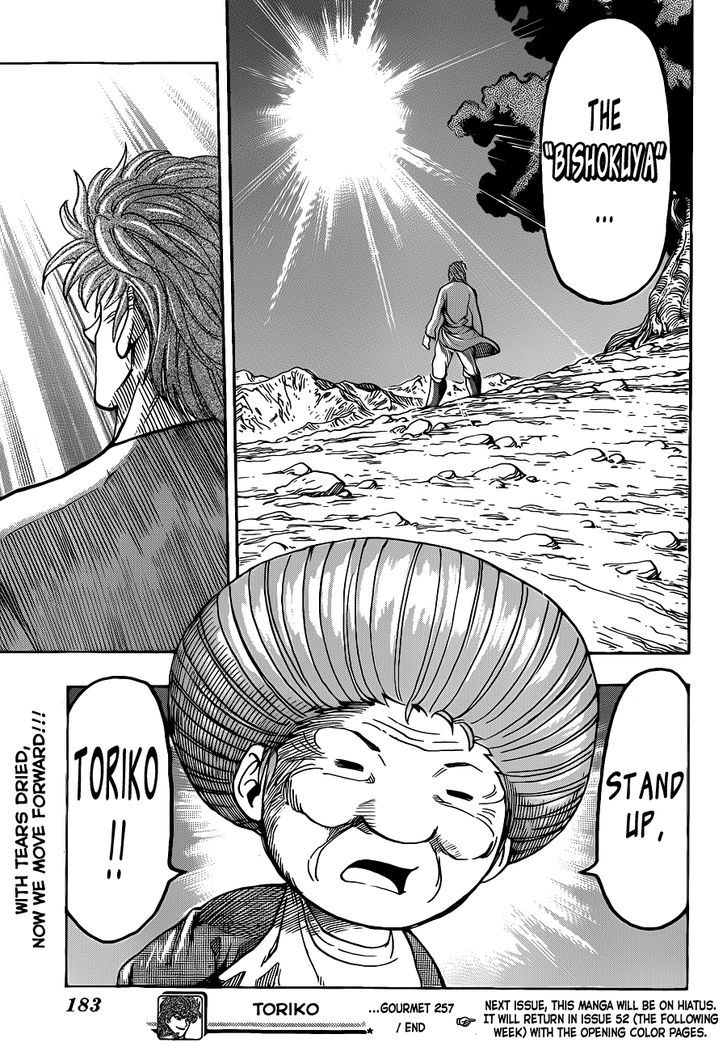 THE
"BISHOKUYA"
...
STAND
UP,
TORIKO
!!
WITH TEARS DRIED,
NOW WE MOVE FORWARD!!!
183
TORIKO
...GOURMET 257
/ END
NEXT ISSUE, THIS MANGA WILL BE ON HIATUS.
IT WILL RETURN IN ISSUE 52 (THE FOLLOWING
WEEK) WITH THE OPENING COLOR PAGES.